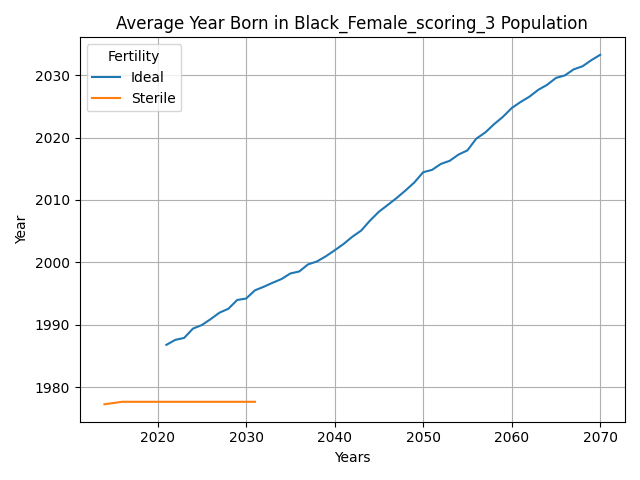 Average Year Born in Black_Female_scoring_3 Population
Fertility
Ideal
Sterile
2030
2020
2010
2000
1990
1980
Year
2020 2030 2040 2050 2060 2070
Years